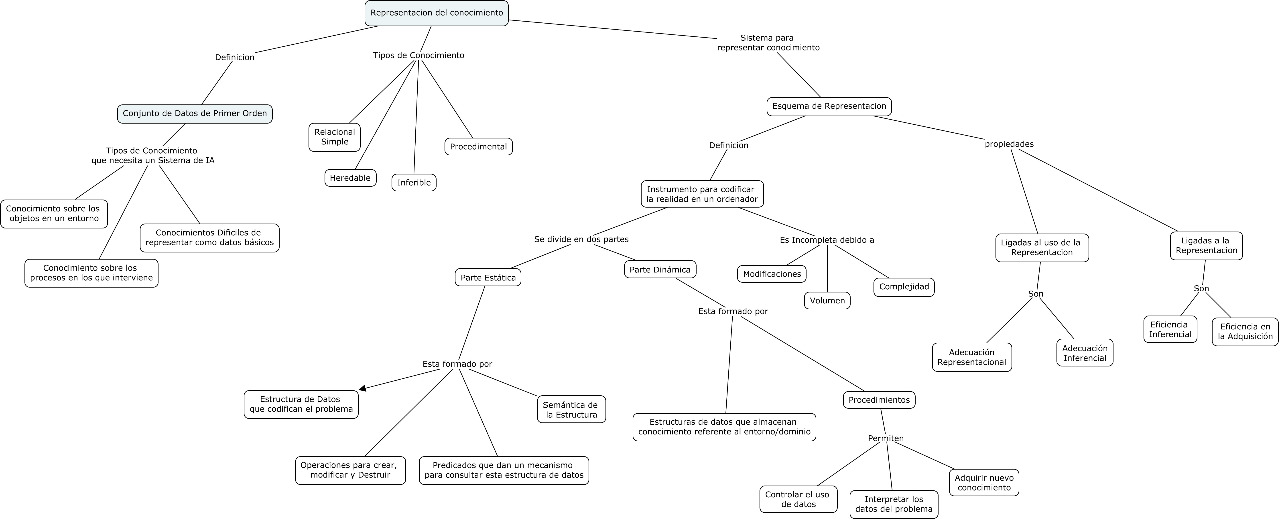 Representacion del conocimiento
Definicion
Tipos de Conocimiento
Sistema para
representar conocimiento
Conjunto de Datos de Primer Orden
Esquema de Representacion
Tipos de Conocimiento
que necesita un Sistema de IA
Relacional
Simple
Procedimental
Heredable
Inferible
Definicion
propiedades
Conocimiento sobre los
objetos en un entorno
Conocimientos Dificiles de
representar como datos básicos
Conocimiento sobre los
procesos en los que interviene
Instrumento para codificar
la realidad en un ordenador
Se divide en dos partes
Es Incompleta debido a
Ligadas al uso de la
Representacion
Ligadas a la
Representacion
Parte Estática
Parte Dinámica
Modificaciones
Volumen
Complejidad
Son
Son
Esta formado por
Eficiencia
Inferencial
Eficiencia en
la Adquisición
Adecuación
Representacional
Adecuación
Inferencial
Esta formado por
Estructura de Datos
que codifican el problema
Semántica de
la Estructura
Estructuras de datos que almacenan
conocimiento referente al entorno/dominio
Procedimientos
Permiten
Operaciones para crear,
modificar y Destruir
Predicados que dan un mecanismo
para consultar esta estructura de datos
Controlar el uso
de datos
Interpretar los
datos del problema
Adquirir nuevo
conocimiento